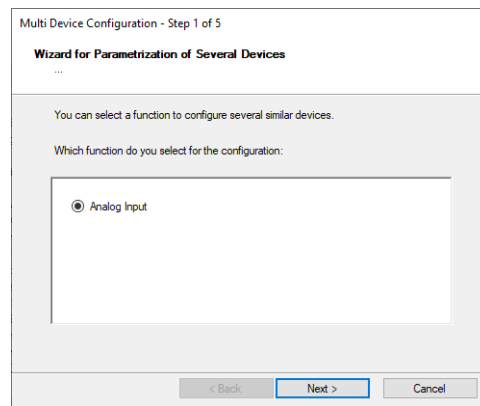 Multi Device Configuration - Step 1 of 5
Wizard for Parametrization of Several Devices
...
You can select a function to configure several similar devices.
Which function do you select for the configuration:
Analog Input
< Back Next > Cancel